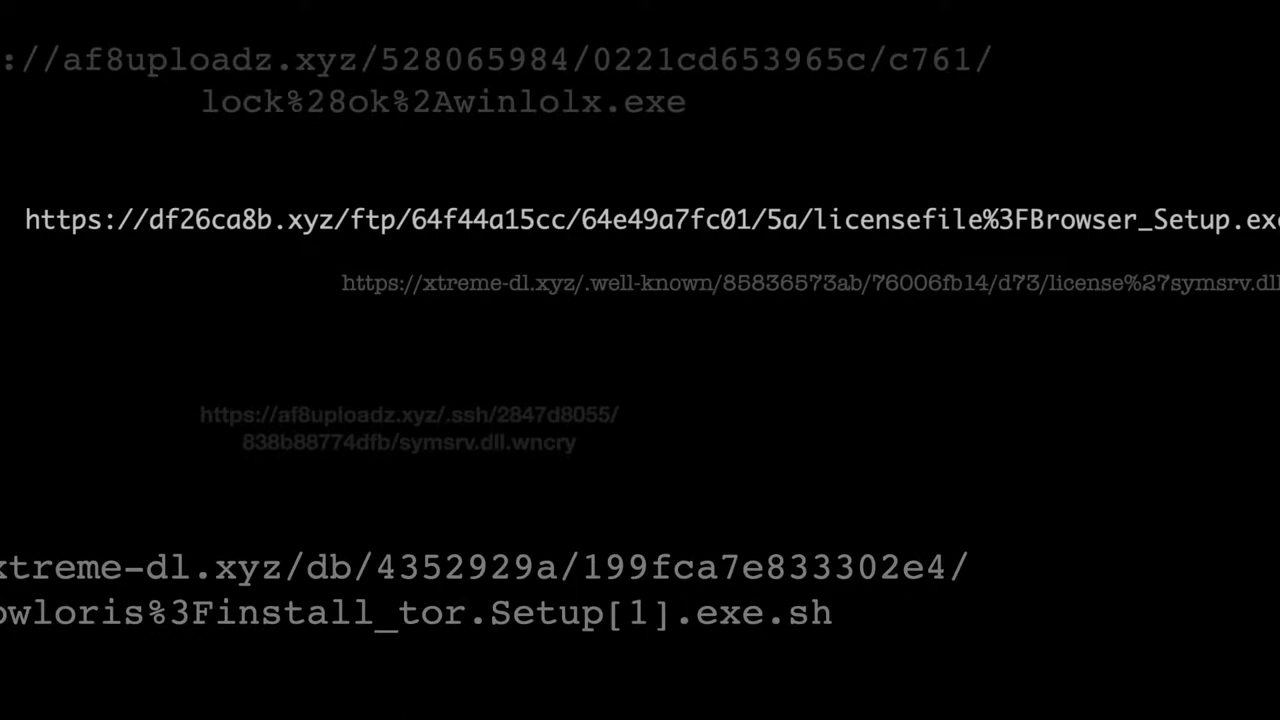 ://af8uploadz.xyz/528065984/0221cd653965c/c761/
lock%28ok%2Awinlolx.exe
https://df26ca8b.xyz/ftp/64f44a15cc/64e49a7fc01/5a/licensefile%3FBrowser_Setup.exe
https://xtreme-dl.xyz/.well-known/85836573ab/76006fb14/d73/license%27symsrv.dll
https://af8uploadz.xyz/.ssh/2847d8055/
838b88774dfb/symsrv.dll.wncry
xtreme-dl.xyz/db/4352929a/199fca7e833302e4/
owloris%3Finstall_tor.Setup[1].exe.sh